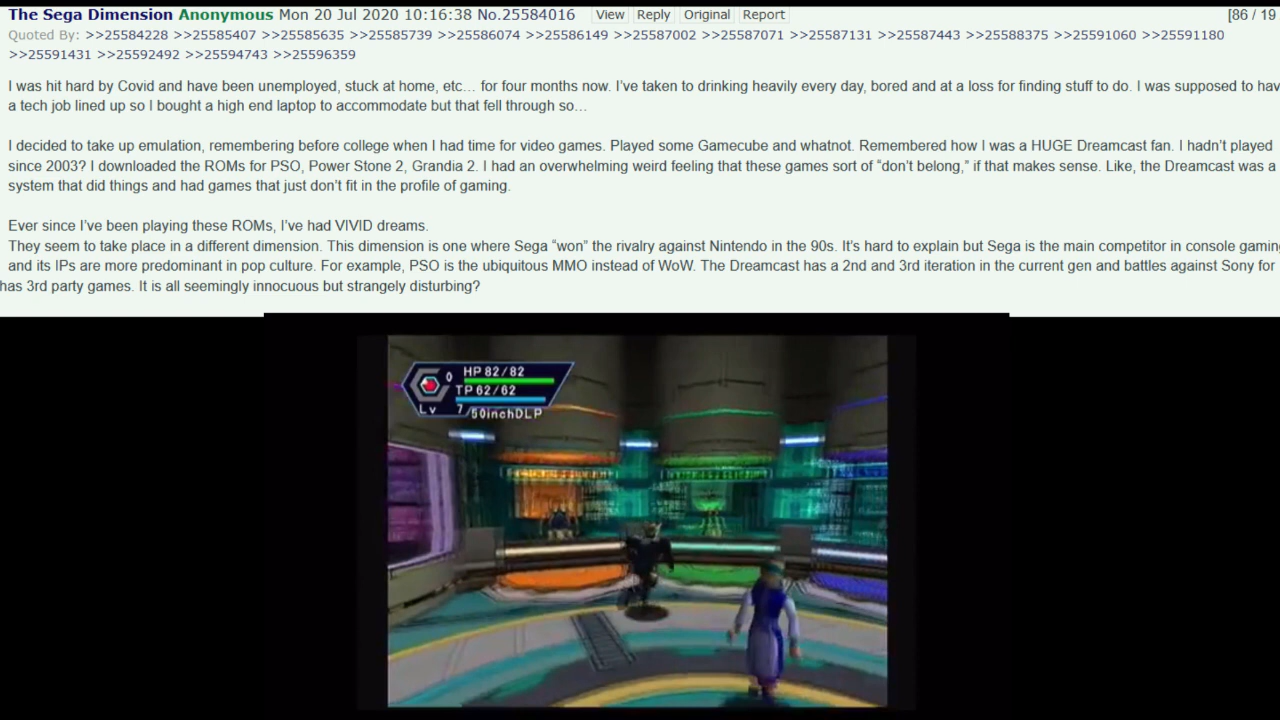 The Sega Dimension Anonymous Mon 20 Jul 2020 10:16:38 No.25584016 View Reply Original Report [86 / 19
Quoted By: >>25584228 >>25585407 >>25585635 >>25585739 >>25586074 >>25586149 >>25587002 >>25587071 >>25587131 >>25587443 >>25588375 >>25591060 >>25591180
>>25591431 >>25592492 >>25594743 >>25596359
I was hit hard by Covid and have been unemployed, stuck at home, etc… for four months now. I’ve taken to drinking heavily every day, bored and at a loss for finding stuff to do. I was supposed to hav
a tech job lined up so I bought a high end laptop to accommodate but that fell through so…
I decided to take up emulation, remembering before college when I had time for video games. Played some Gamecube and whatnot. Remembered how I was a HUGE Dreamcast fan. I hadn’t played
since 2003? I downloaded the ROMs for PSO, Power Stone 2, Grandia 2. I had an overwhelming weird feeling that these games sort of “don’t belong,” if that makes sense. Like, the Dreamcast was a
system that did things and had games that just don’t fit in the profile of gaming.
Ever since I’ve been playing these ROMs, I’ve had VIVID dreams.
They seem to take place in a different dimension. This dimension is one where Sega “won” the rivalry against Nintendo in the 90s. It’s hard to explain but Sega is the main competitor in console gaming
and its IPs are more predominant in pop culture. For example, PSO is the ubiquitous MMO instead of WoW. The Dreamcast has a 2nd and 3rd iteration in the current gen and battles against Sony for
has 3rd party games. It is all seemingly innocuous but strangely disturbing?
0 HP 82/82
TP 62/62
Lv 7 50inchDLP